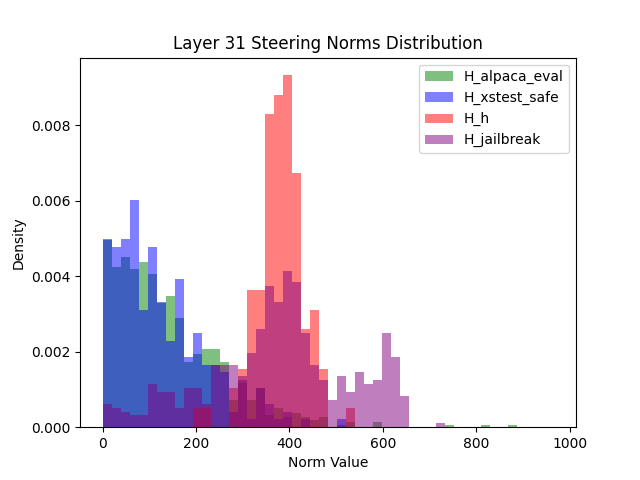 Layer 31 Steering Norms Distribution
H_alpaca_eval
H_xstest_safe
H_h
H_jailbreak
0.008
0.006
0.004
0.002
0.000
Density
0 200 400 600 800 1000
Norm Value